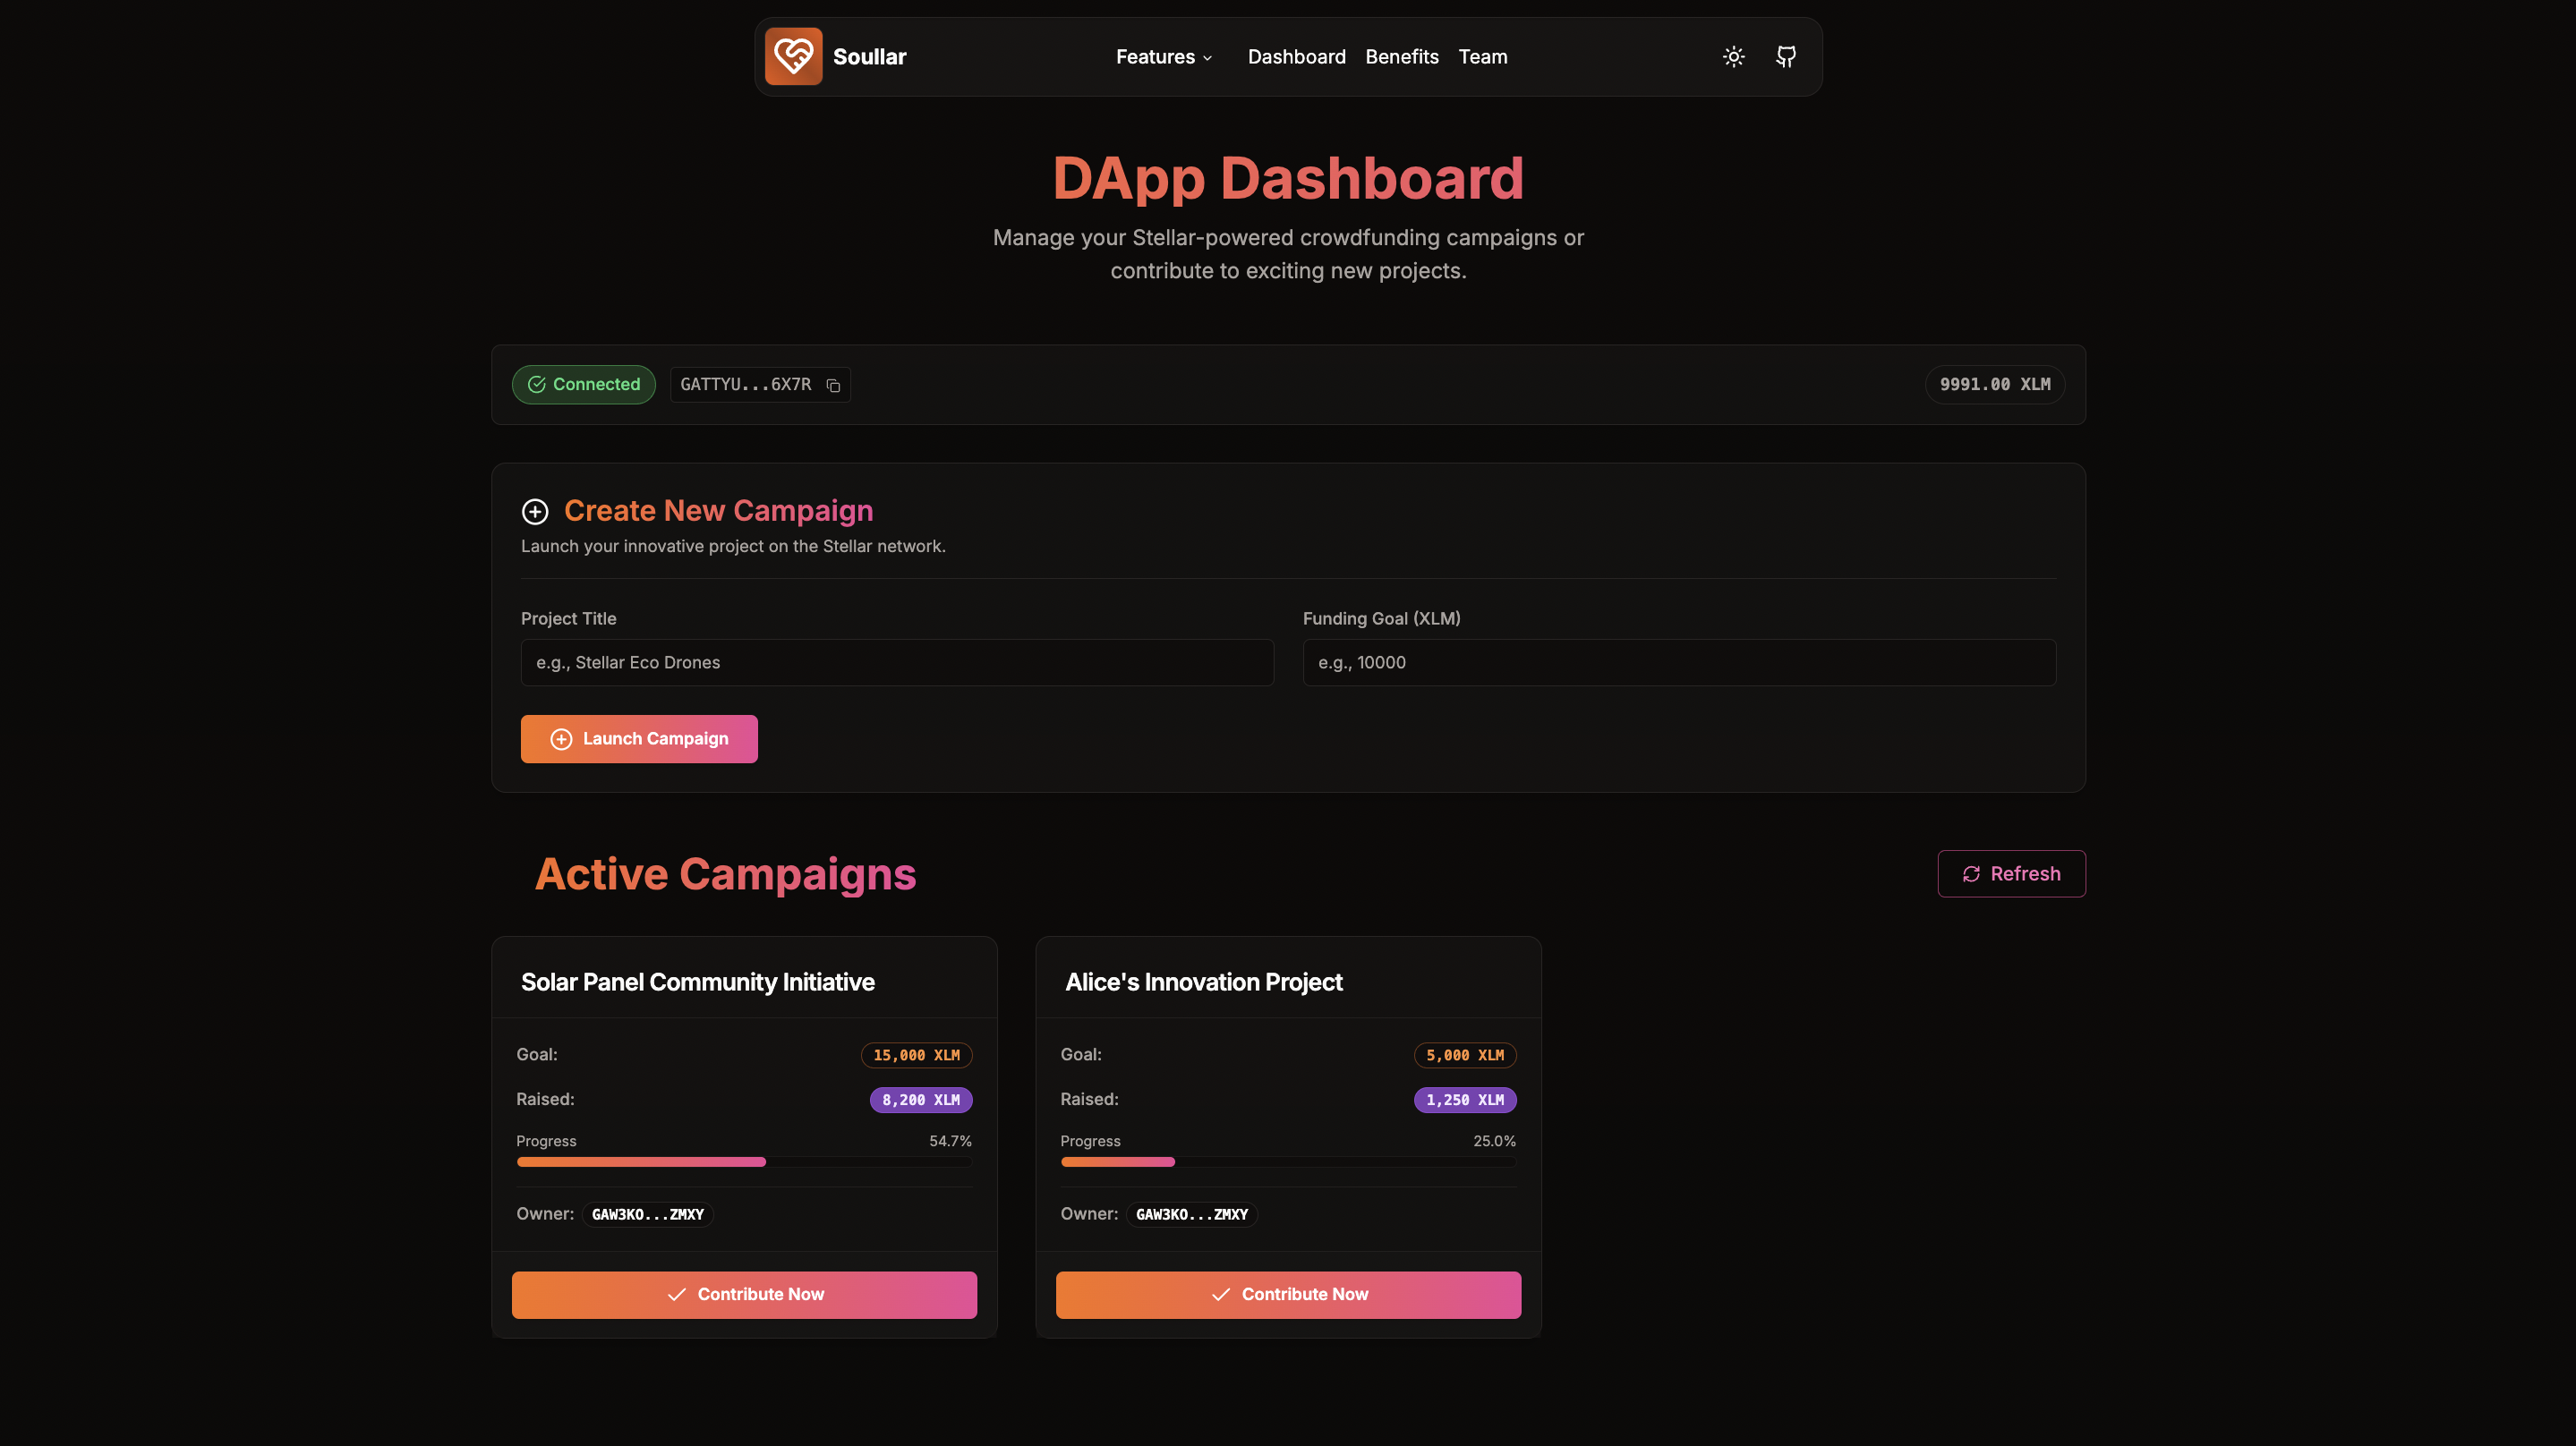 Soullar
Features
Dashboard
Benefits
Team
DApp Dashboard
Manage your Stellar-powered crowdfunding campaigns or
contribute to exciting new projects.
Connected
GATTYU...6X7R
9991.00 XLM
Create New Campaign
Launch your innovative project on the Stellar network.
Project Title
e.g., Stellar Eco Drones
Funding Goal (XLM)
e.g., 10000
Launch Campaign
Active Campaigns
Refresh
Solar Panel Community Initiative
Goal:
15,000 XLM
Raised:
8,200 XLM
Progress
54.7%
Owner: GAW3KO...ZMXY
Contribute Now
Alice's Innovation Project
Goal:
5,000 XLM
Raised:
1,250 XLM
Progress
25.0%
Owner: GAW3KO...ZMXY
Contribute Now